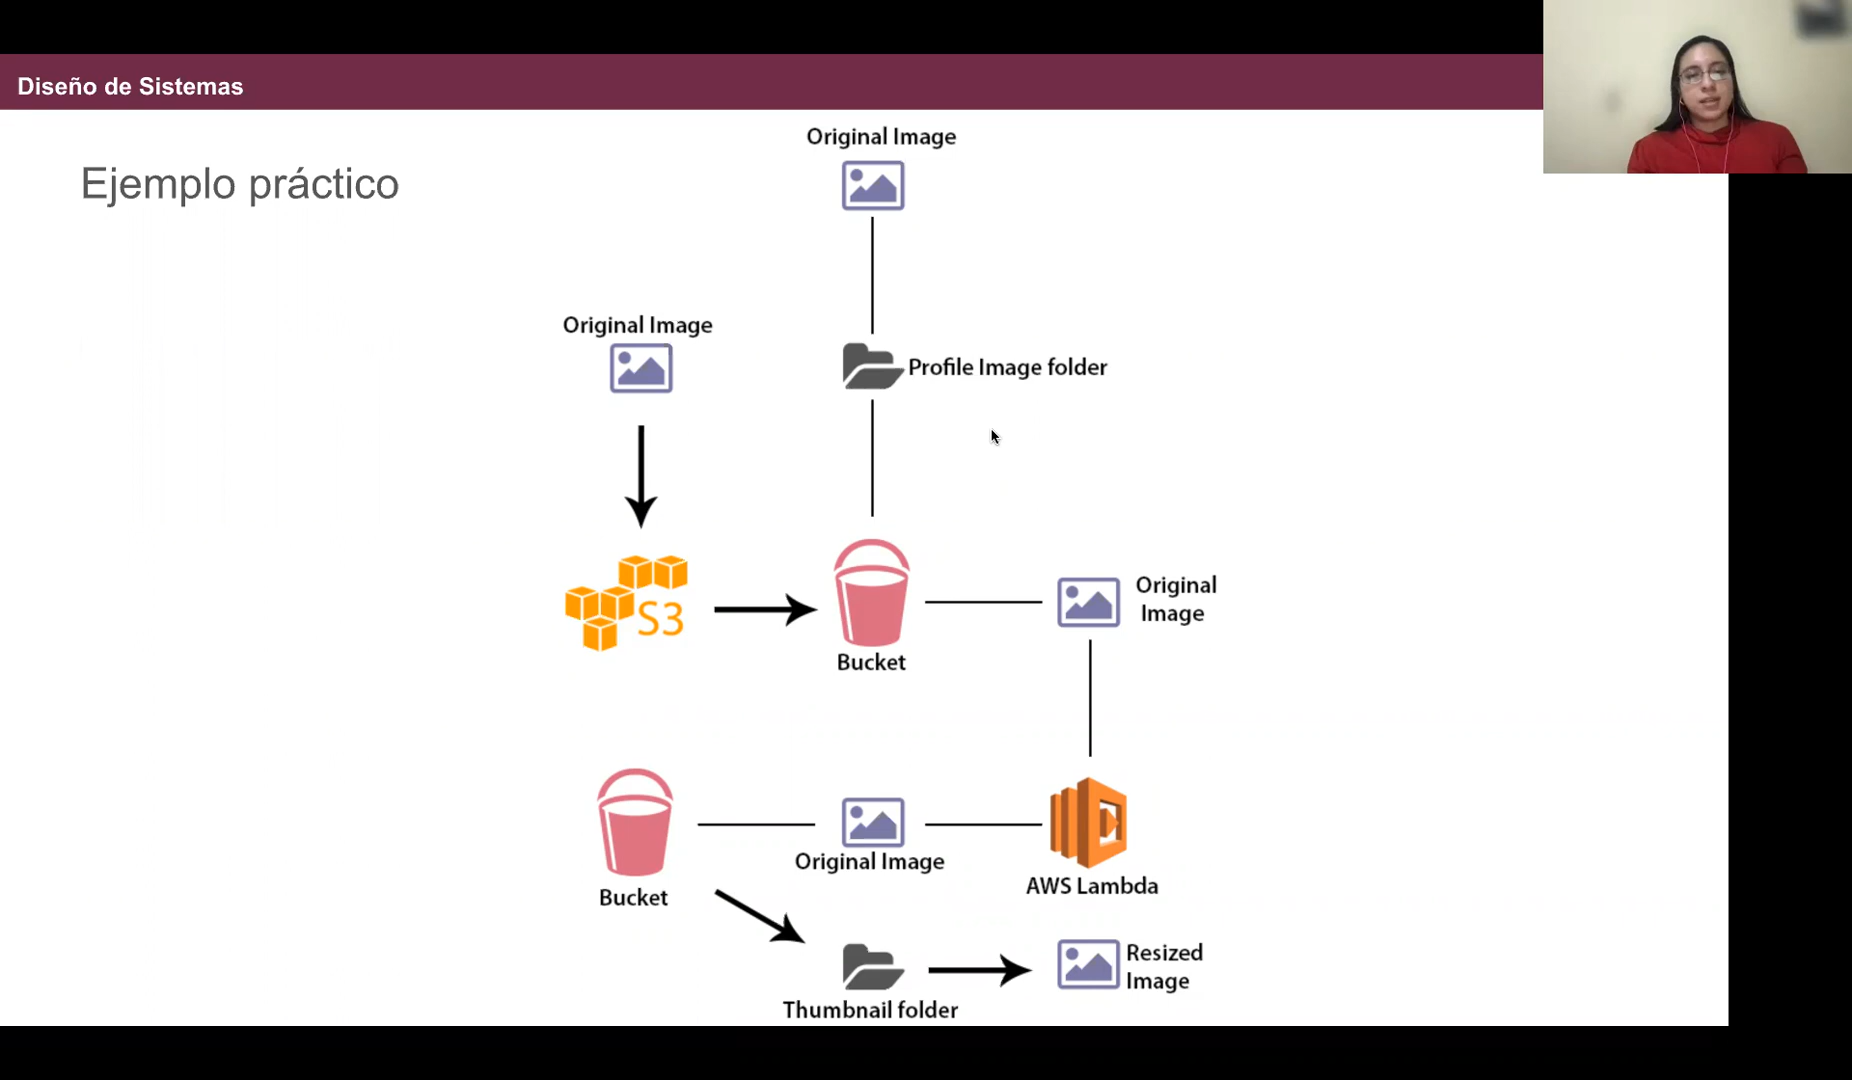 Diseño de Sistemas
Ejemplo práctico
Original Image
Original Image
Profile Image folder
S3
Bucket
Original
Image
Bucket
Original Image
AWS Lambda
Thumbnail folder
Resized
Image